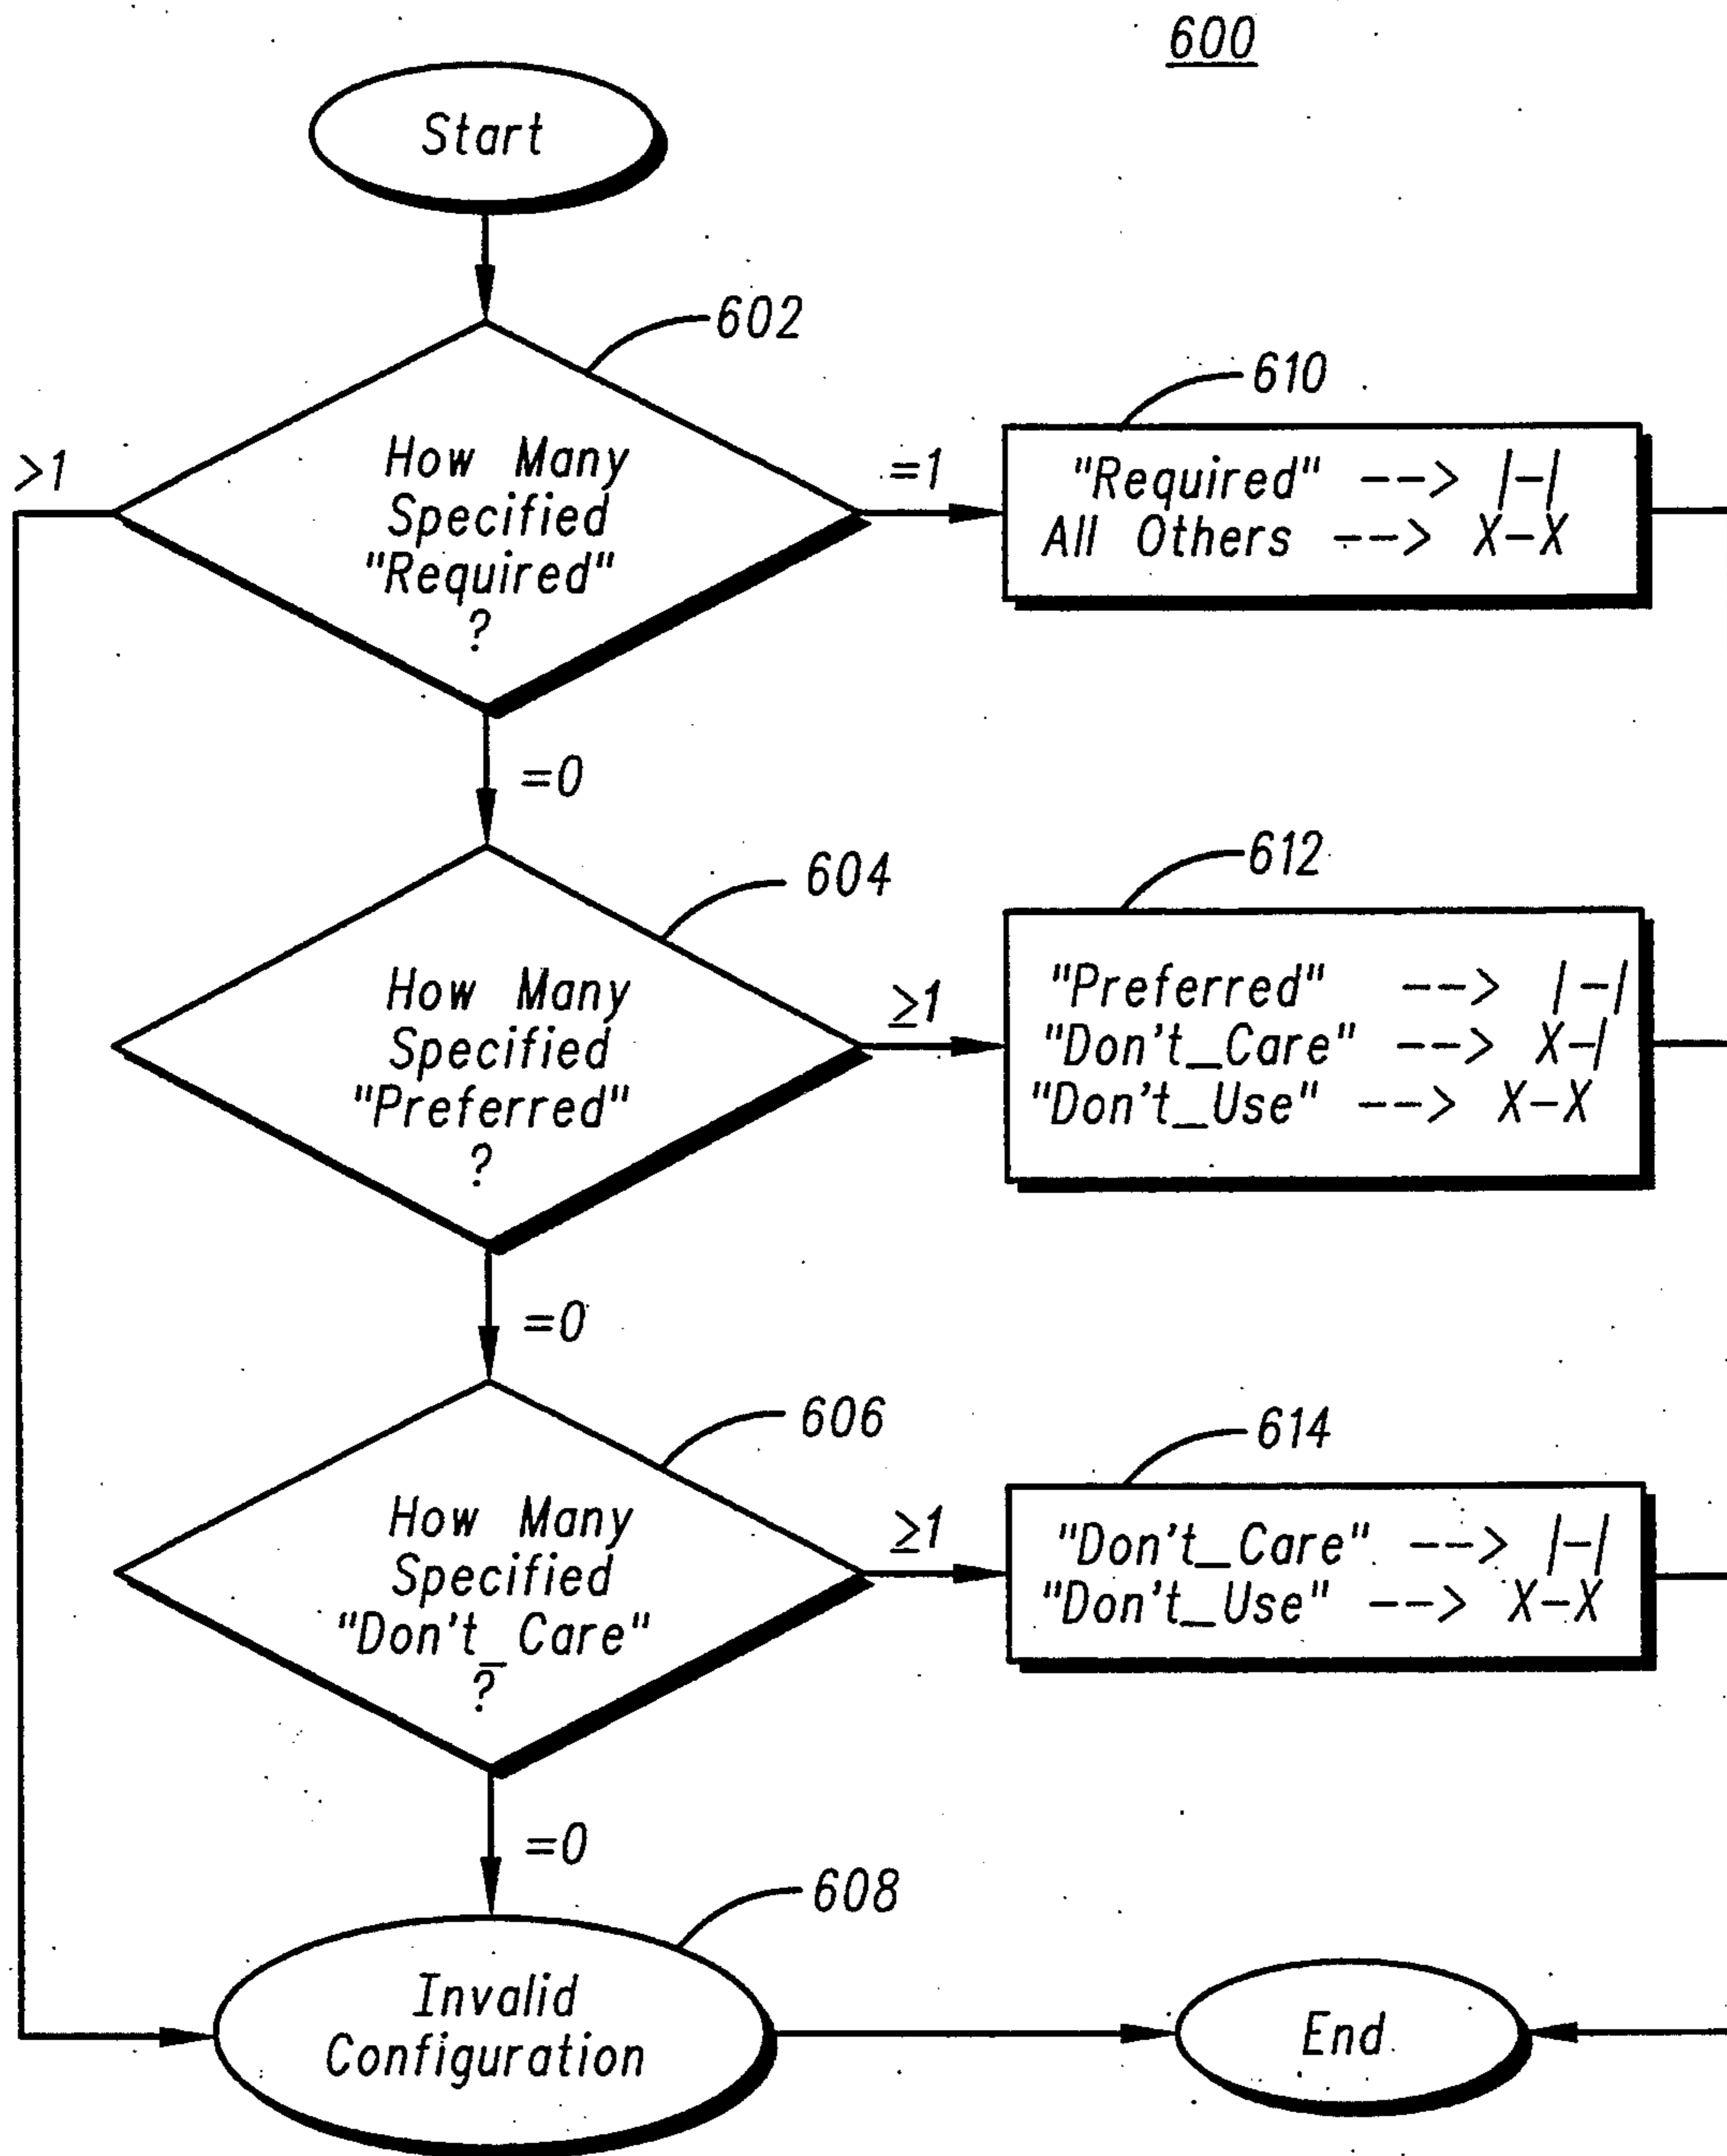 600
Start
602
How Many
Specified
"Required"
?
>1
=1
610
"Required" --> |-|
All Others --> X-X
=0
604
How Many
Specified
"Preferred"
?
≥1
612
"Preferred" --> |-|
"Don't_Care" --> X-|
"Don't_Use" --> X-X
=0
606
How Many
Specified
"Don't_Care"
?
≥1
614
"Don't_Care" --> |-|
"Don't_Use" --> X-X
=0
608
Invalid
Configuration
End